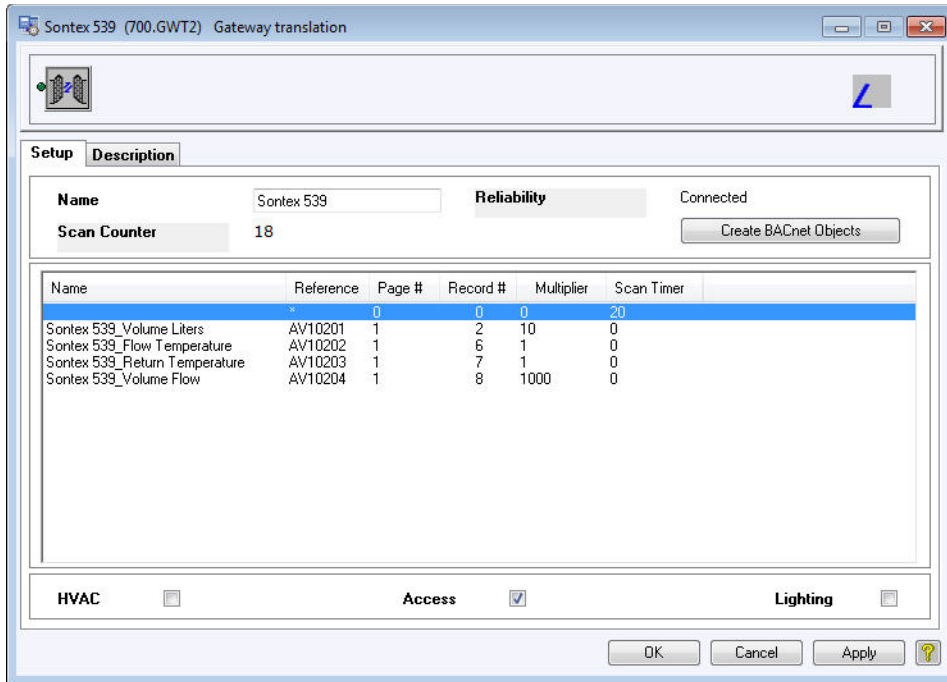 Sontex 539 (700.GWT2) Gateway translation
Setup Description
Name Sontex 539 Reliability Connected
Scan Counter 18 Create BACnet Objects
Name Reference Page # Record # Multiplier Scan Timer
* 0 0 0 20
Sontex 539_Volume Liters AV10201 1 2 10 0
Sontex 539_Flow Temperature AV10202 1 6 1 0
Sontex 539_Return Temperature AV10203 1 7 1 0
Sontex 539_Volume Flow AV10204 1 8 1000 0
HVAC Access Lighting
OK Cancel Apply ?